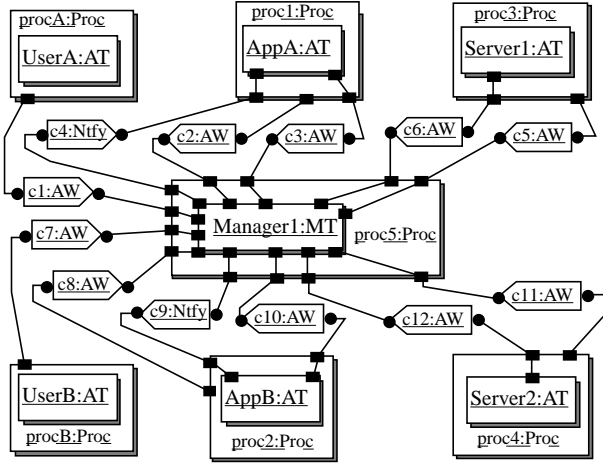 procA:Proc
proc1:Proc
proc3:Proc
UserA:AT
AppA:AT
Server1:AT
c4:Ntfy
c2:AW
c3:AW
c6:AW
c5:AW
c1:AW
c7:AW
Manager1:MT
proc5:Proc
c8:AW
c9:Ntfy
c10:AW
c12:AW
c11:AW
UserB:AT
AppB:AT
Server2:AT
procB:Proc
proc2:Proc
proc4:Proc